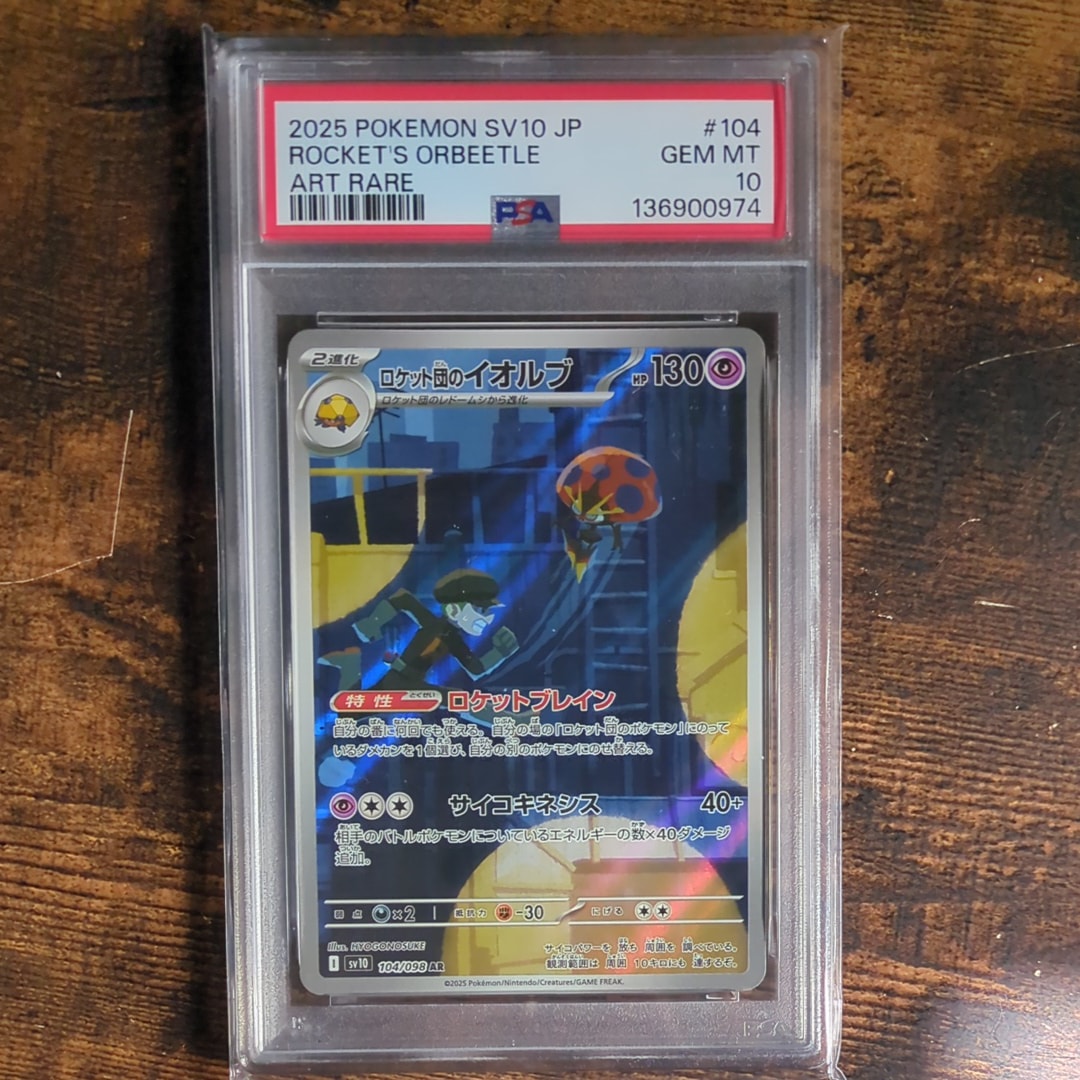 2025 POKEMON SV10 JP #104
ROCKET'S ORBEETLE GEM MT
ART RARE 10
PSA 136900974
2進化 ロケット団のイオルブ HP 130
ロケット団のレドームシから進化
特性 ロケットブレイン
自分の番に何回でも使える。自分の場の「ロケット団のポケモン」にのって
いるダメカンを1個選び、自分の別のポケモンにのせ替える。
サイコキネシス 40+
相手のバトルポケモンについているエネルギーの数×40ダメージ
追加。
弱点 ×2 抵抗力 -30 にげる
Illus. HYOGONOSUKE
I sv10 104/098 AR
サイコパワーを 放ち 周囲を 調べている。
観測範囲は 周囲 10キロにも 達するぞ。
©2025 Pokémon/Nintendo/Creatures/GAME FREAK.